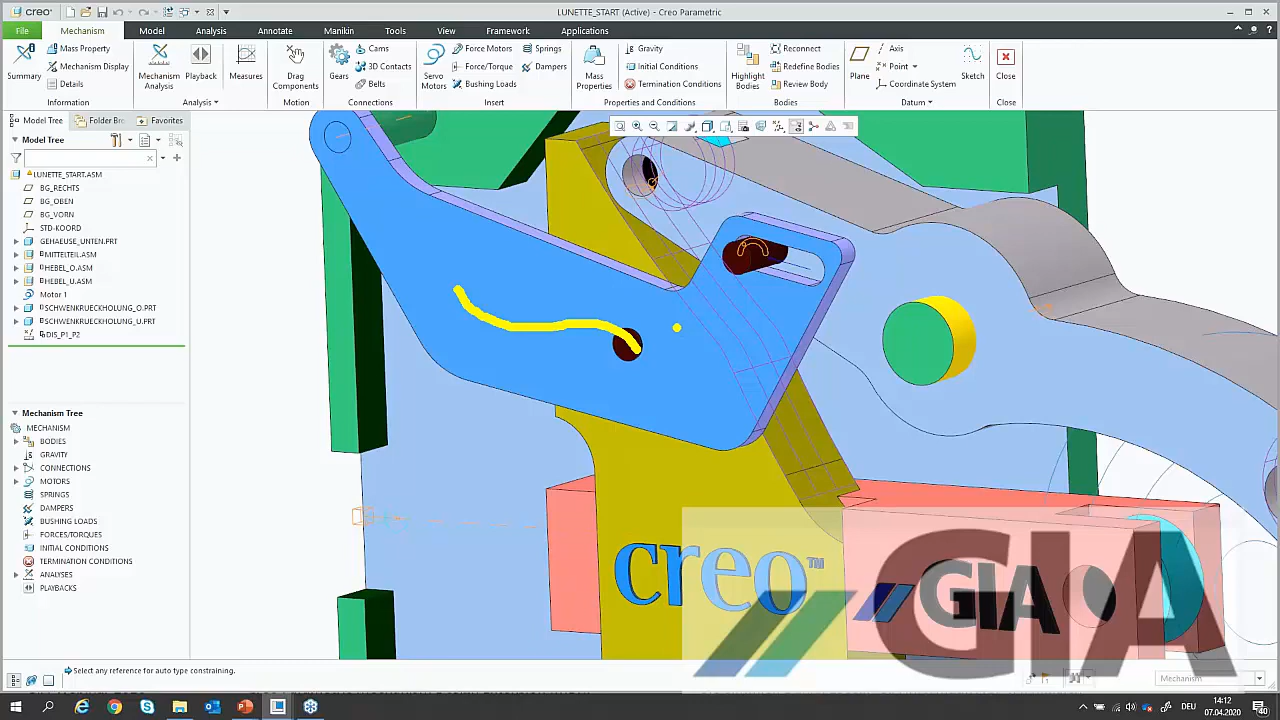 creo
LUNETTE_START (Active) - Creo Parametric
File Mechanism Model Analysis Annotate Manikin Tools View Framework Applications
Summary
Mass Property
Mechanism Display
Details
Information
Mechanism
Analysis
Playback
Measures
Analysis
Drag
Components
Motion
Gears
Cams
3D Contacts
Belts
Connections
Servo
Motors
Force Motors
Force/Torque
Bushing Loads
Springs
Dampers
Insert
Mass
Properties
Gravity
Initial Conditions
Termination Conditions
Properties and Conditions
Highlight
Bodies
Reconnect
Redefine Bodies
Review Body
Bodies
Plane
Axis
Point
Coordinate System
Sketch
Datum
Close
Close
Model Tree
Folder Bro
Favorites
Model Tree
LUNETTE_START.ASM
BG_RECHTS
BG_OBEN
BG_VORN
STD-KOORD
GEHAEUSE_UNTEN.PRT
MITTELTEIL.ASM
HEBEL_O.ASM
HEBEL_U.ASM
Motor 1
SCHWENKRUECKHOLUNG_O.PRT
SCHWENKRUECKHOLUNG_U.PRT
DIS_P1_P2
Mechanism Tree
MECHANISM
BODIES
GRAVITY
CONNECTIONS
MOTORS
SPRINGS
DAMPERS
BUSHING LOADS
FORCES/TORQUES
INITIAL CONDITIONS
TERMINATION CONDITIONS
ANALYSES
PLAYBACKS
creo™
GIA
GIA
Select any reference for auto type constraining.
Mechanism
DEU
14:12
07.04.2020